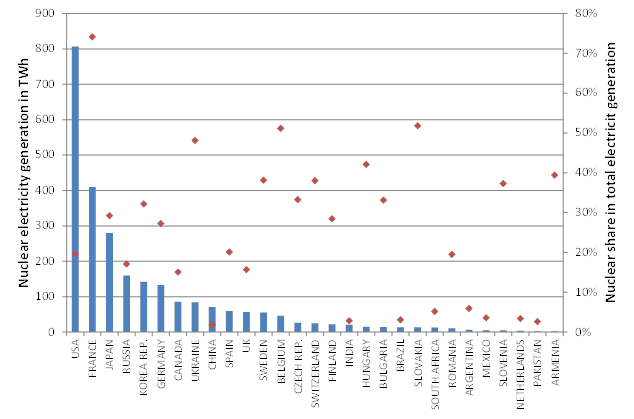 900
800
700
600
500
400
300
200
100
0
80%
70%
60%
50%
40%
30%
20%
10%
0%
Nuclear electricity generation in TWh
Nuclear share in total electricit generation
USA
FRANCE
JAPAN
RUSSIA
KOREA REP.
GERMANY
CANADA
UKRAINE
CHINA
SPAIN
UK
SWEDEN
BELGIUM
CZECH REP.
SWITZERLAND
FINLAND
INDIA
HUNGARY
BULGARIA
BRAZIL
SLOVAKIA
SOUTH AFRICA
ROMANIA
ARGENTINA
MEXICO
SLOVENIA
NETHERLANDS
PAKISTAN
ARMENIA